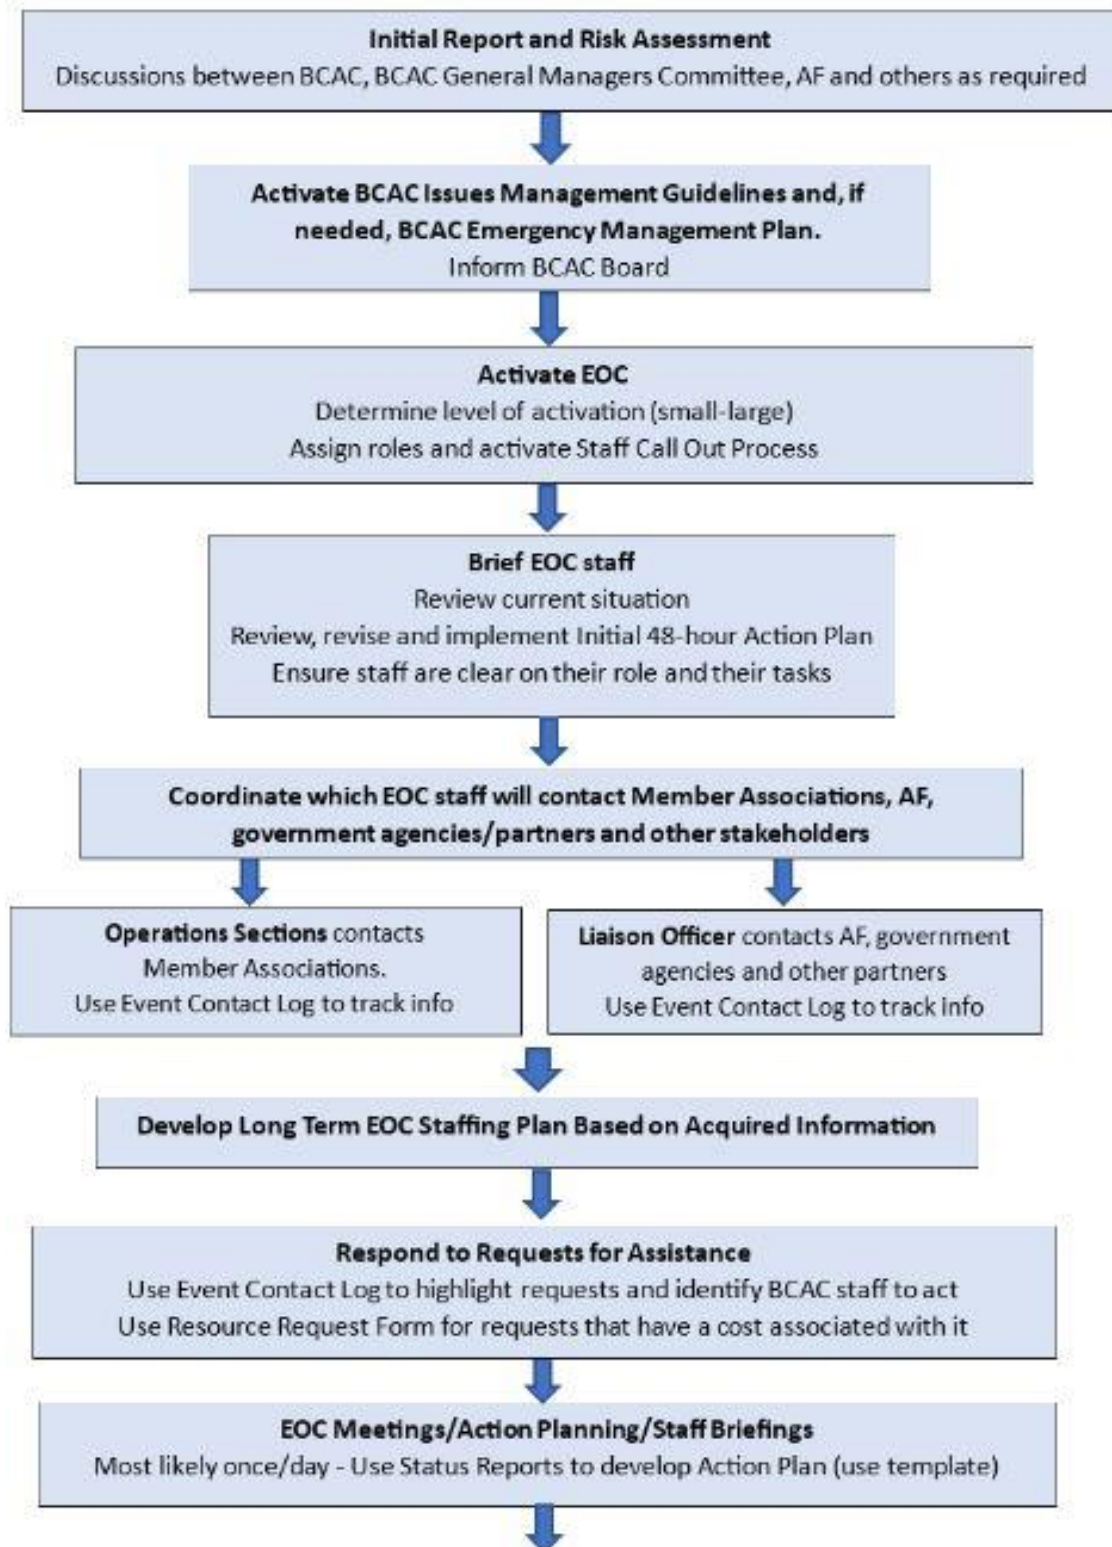 Initial Report and Risk Assessment
Discussions between BCAC, BCAC General Managers Committee, AF and others as required
Activate BCAC Issues Management Guidelines and, if
needed, BCAC Emergency Management Plan.
Inform BCAC Board
Activate EOC
Determine level of activation (small-large)
Assign roles and activate Staff Call Out Process
Brief EOC staff
Review current situation
Review, revise and implement Initial 48-hour Action Plan
Ensure staff are clear on their role and their tasks
Coordinate which EOC staff will contact Member Associations, AF,
government agencies/partners and other stakeholders
Operations Sections contacts
Member Associations.
Use Event Contact Log to track info
Liaison Officer contacts AF, government
agencies and other partners
Use Event Contact Log to track info
Develop Long Term EOC Staffing Plan Based on Acquired Information
Respond to Requests for Assistance
Use Event Contact Log to highlight requests and identify BCAC staff to act
Use Resource Request Form for requests that have a cost associated with it
EOC Meetings/Action Planning/Staff Briefings
Most likely once/day - Use Status Reports to develop Action Plan (use template)